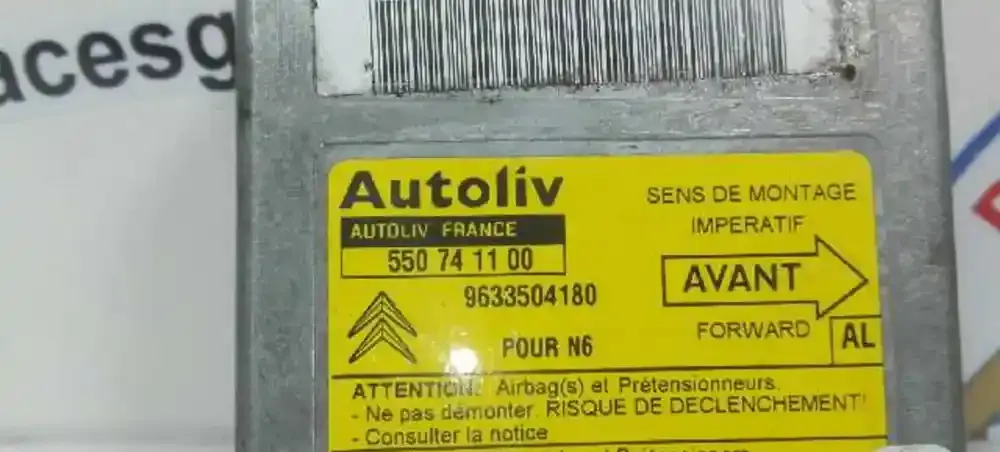 acesg
Autoliv
AUTOLIV FRANCE
550 74 11 00
9633504180
POUR N6
SENS DE MONTAGE
IMPERATIF
AVANT
FORWARD
AL
ATTENTION: Airbag(s) et Prétensionneurs.
- Ne pas démonter. RISQUE DE DECLENCHEMENT!
- Consulter la notice